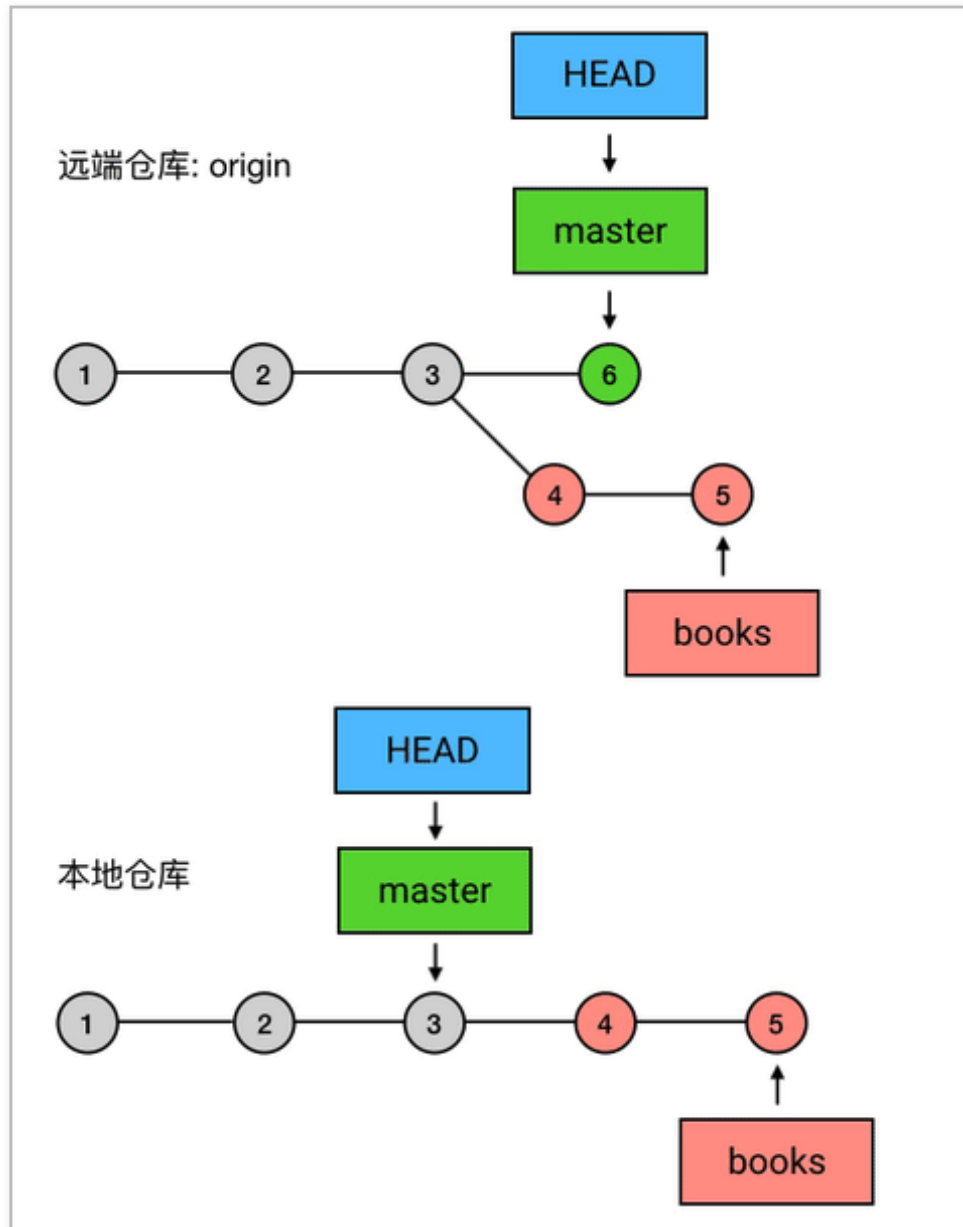 HEAD
远端仓库: origin
master
1 2 3 6
4 5
books
HEAD
本地仓库
master
1 2 3 4 5
books